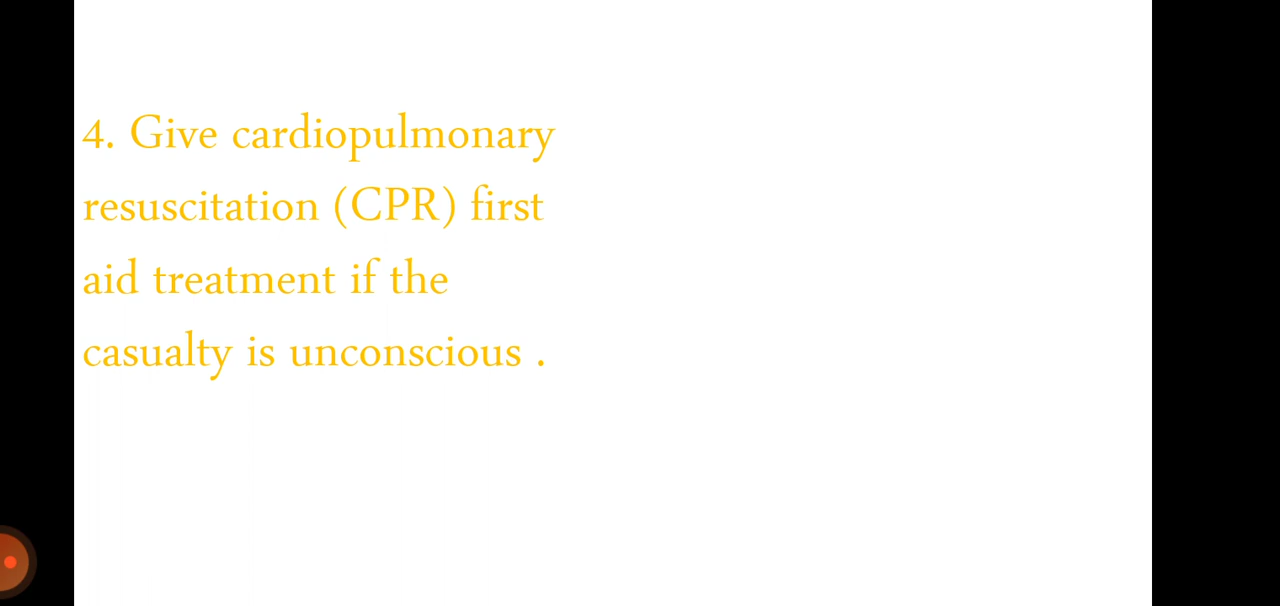 4. Give cardiopulmonary
resuscitation (CPR) first
aid treatment if the
casualty is unconscious .